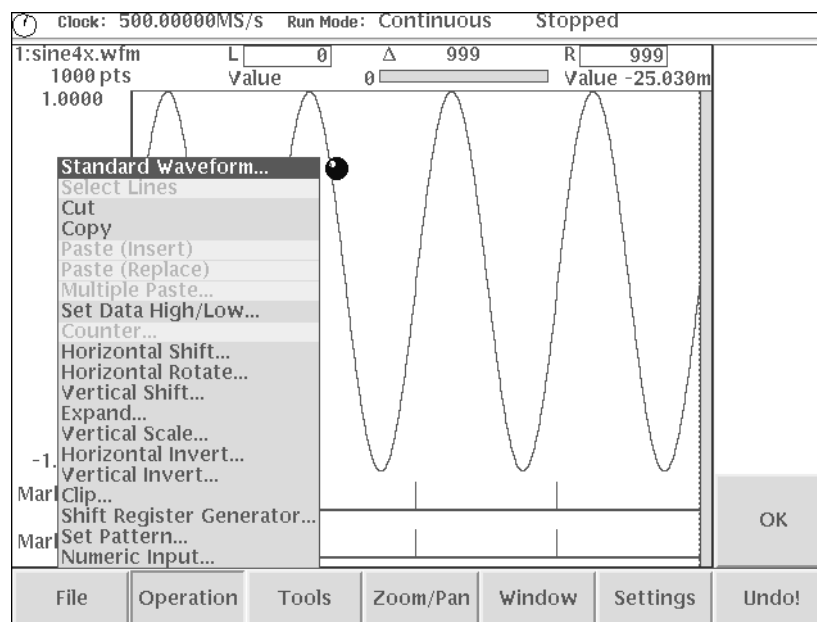 Clock: 500.00000MS/s Run Mode: Continuous Stopped
1:sine4x.wfm L 0 Δ 999 R 999
1000 pts Value 0 Value -25.030m
1.0000
Standard Waveform...
Select Lines
Cut
Copy
Paste (Insert)
Paste (Replace)
Multiple Paste...
Set Data High/Low...
Counter...
Horizontal Shift...
Horizontal Rotate...
Vertical Shift...
Expand...
Vertical Scale...
-1. Horizontal Invert...
Vertical Invert...
Mark Clip...
Shift Register Generator...
OK
Mark Set Pattern...
Numeric Input...
File Operation Tools Zoom/Pan Window Settings Undo!